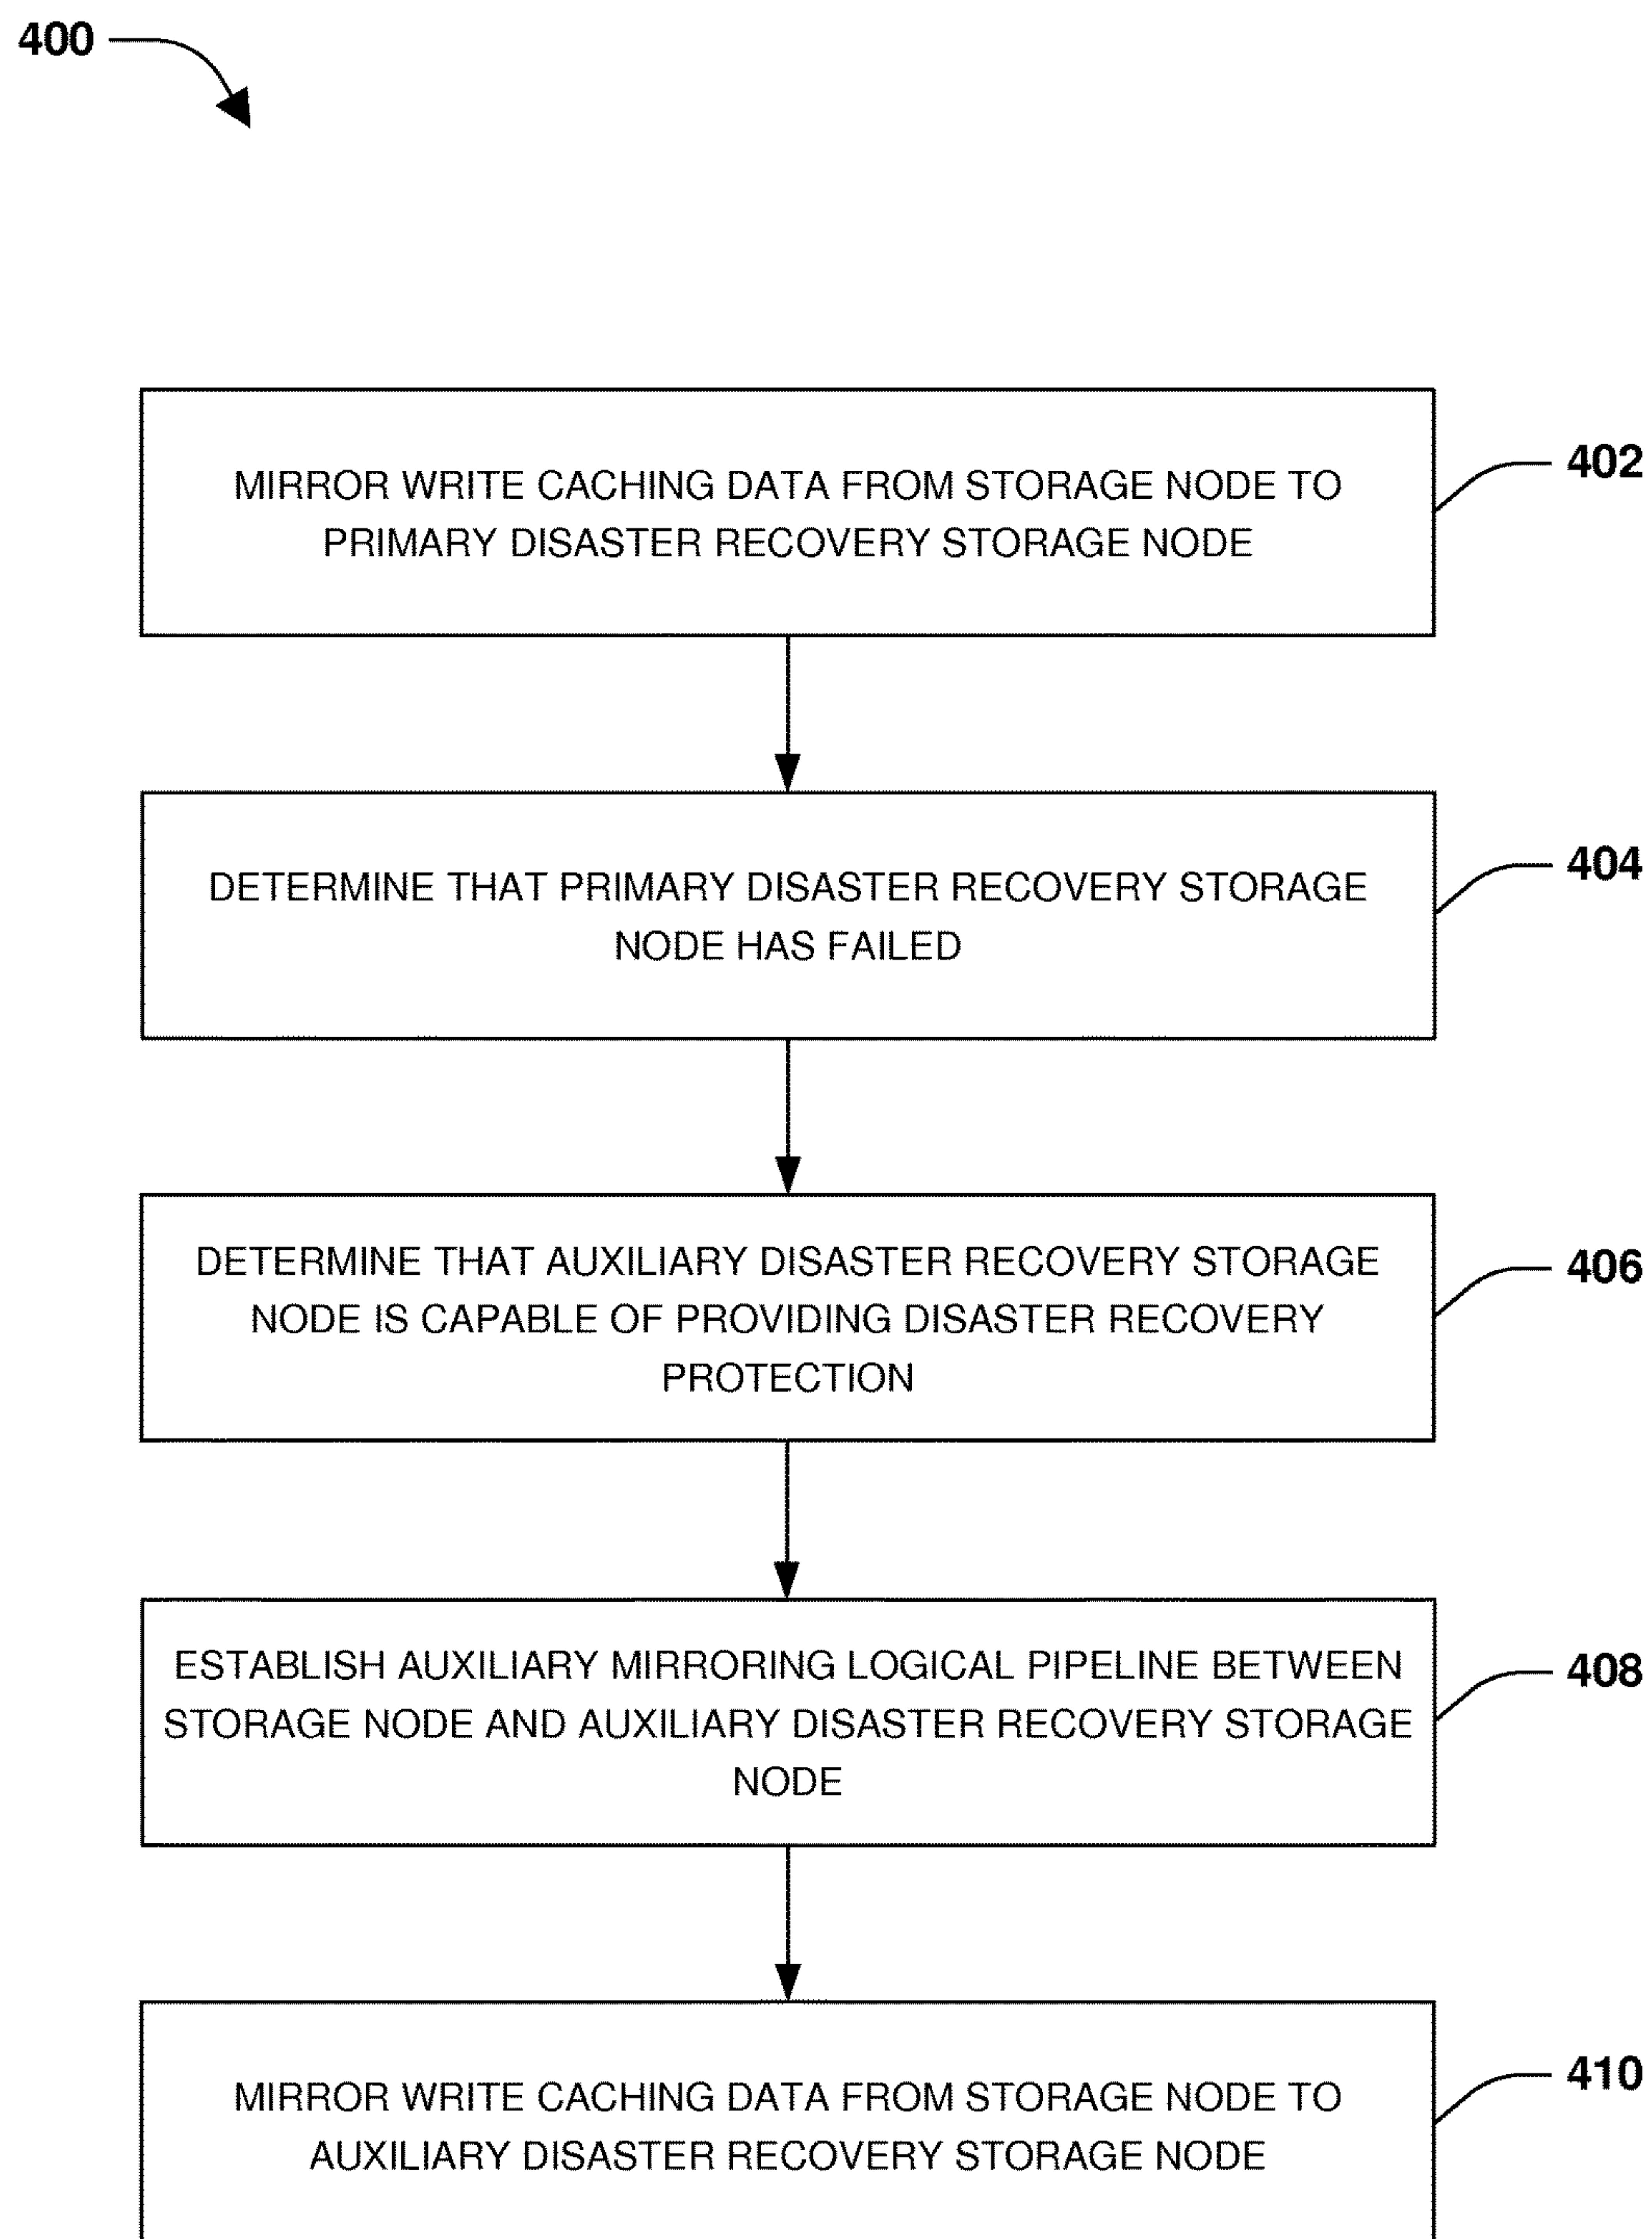 400
MIRROR WRITE CACHING DATA FROM STORAGE NODE TO
PRIMARY DISASTER RECOVERY STORAGE NODE
402
DETERMINE THAT PRIMARY DISASTER RECOVERY STORAGE
NODE HAS FAILED
404
DETERMINE THAT AUXILIARY DISASTER RECOVERY STORAGE
NODE IS CAPABLE OF PROVIDING DISASTER RECOVERY
PROTECTION
406
ESTABLISH AUXILIARY MIRRORING LOGICAL PIPELINE BETWEEN
STORAGE NODE AND AUXILIARY DISASTER RECOVERY STORAGE
NODE
408
MIRROR WRITE CACHING DATA FROM STORAGE NODE TO
AUXILIARY DISASTER RECOVERY STORAGE NODE
410